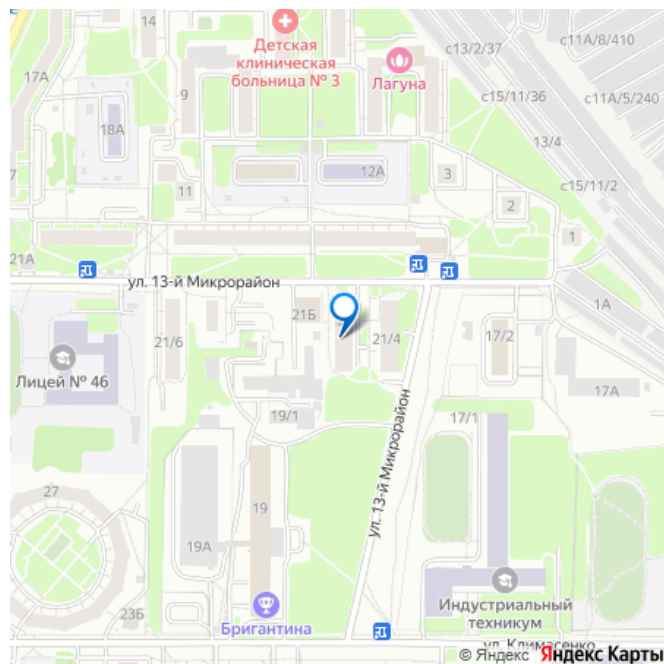 14
Детская
клиническая
больница № 3
Лагуна
с13/2/37
с11А/8/410
17А
9
с15/11/36
с11А/5/240
18А
13/4
7
11
12А
3
с15/11/2
2
1
21А
ул. 13-й Микрорайон
1А
21Б
21/6
21/4
17/2
Лицей № 46
17А
19/1
17/1
ул. 13-й Микрорайон
27
19
19А
23Б
Бригантина
Индустриальный
техникум
ул. Климасенко
© Яндекс Яндекс Карты